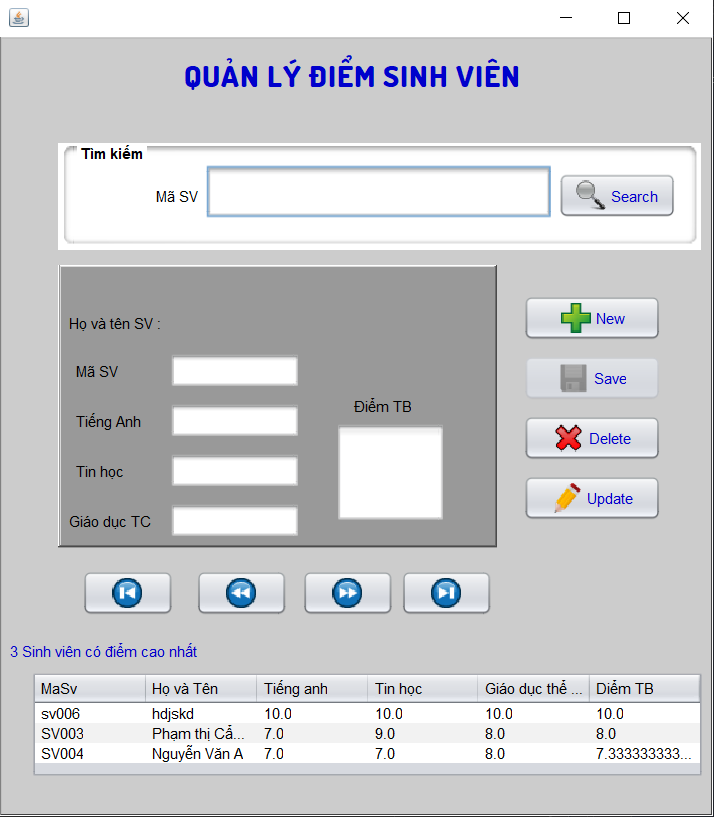 QUẢN LÝ ĐIỂM SINH VIÊN
Tìm kiếm
Mã SV
Search
Họ và tên SV :
Mã SV
Tiếng Anh
Tin học
Giáo dục TC
Điểm TB
New
Save
Delete
Update
3 Sinh viên có điểm cao nhất
MaSv Họ và Tên Tiếng anh Tin học Giáo dục thể ... Diểm TB
sv006 hdjskd 10.0 10.0 10.0 10.0
SV003 Phạm thị Cẩ... 7.0 9.0 8.0 8.0
SV004 Nguyễn Văn A 7.0 7.0 8.0 7.333333333...